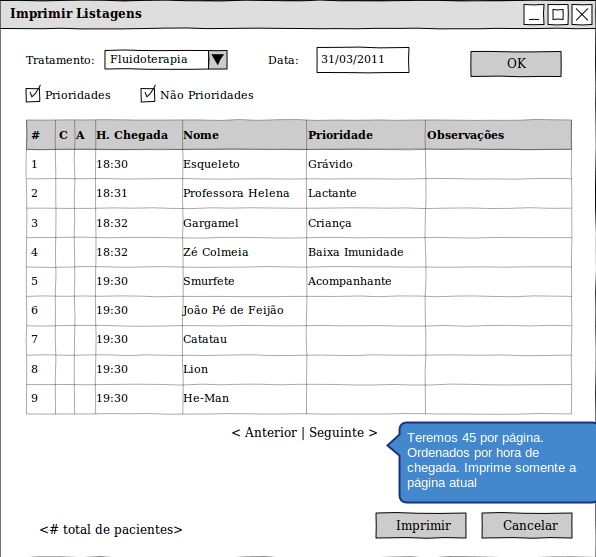 Imprimir Listagens
Tratamento: Fluidoterapia Data: 31/03/2011 OK
Prioridades Não Prioridades
# C A H. Chegada Nome Prioridade Observações
1 18:30 Esqueleto Grávido
2 18:31 Professora Helena Lactante
3 18:32 Gargamel Criança
4 18:32 Zé Colmeia Baixa Imunidade
5 19:30 Smurfete Acompanhante
6 19:30 João Pé de Feijão
7 19:30 Catatau
8 19:30 Lion
9 19:30 He-Man
< Anterior | Seguinte >
Teremos 45 por página.
Ordenados por hora de
chegada. Imprime somente a
página atual
<# total de pacientes>
Imprimir Cancelar